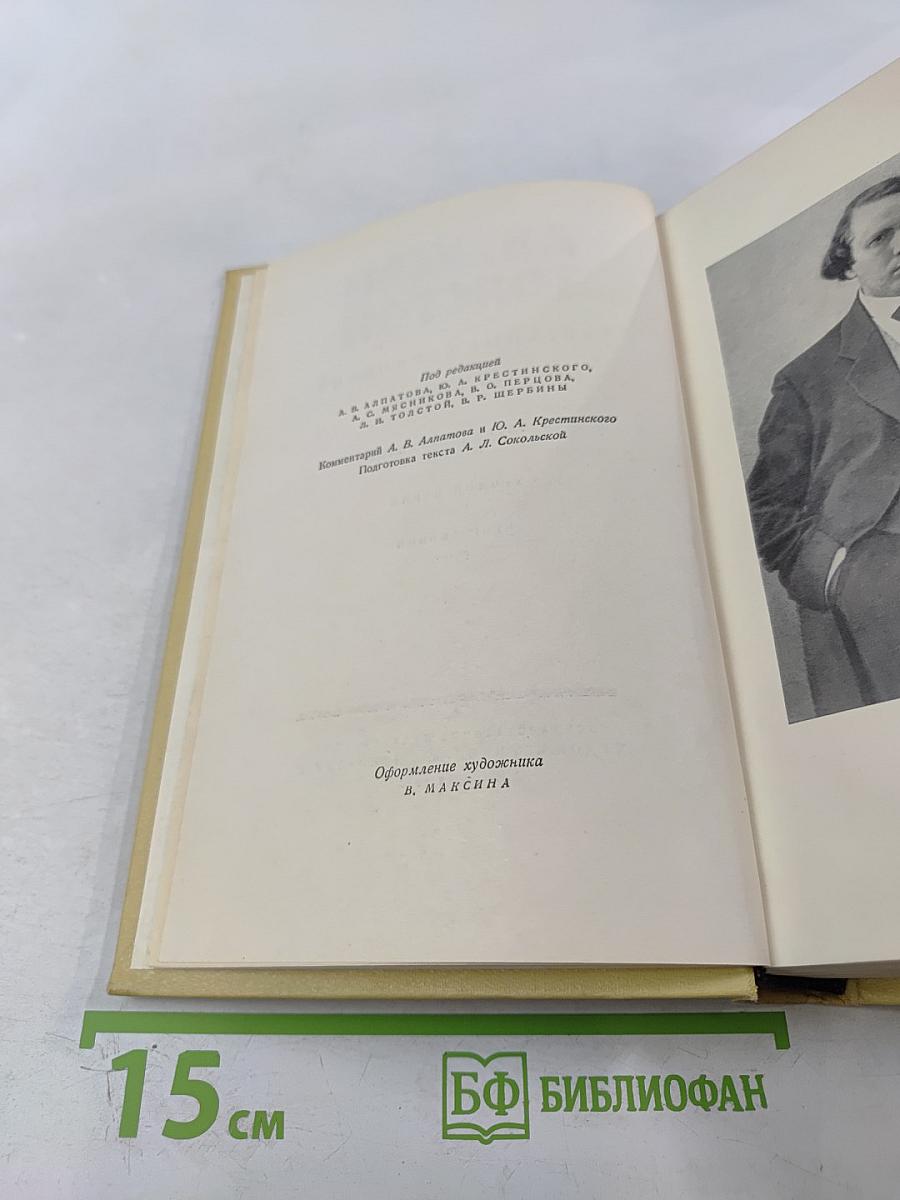 Под редакцией
А. В. АЛПАТОВА, Ю. А. КРЕСТИНСКОГО,
А. С. МЯСНИКОВА, В. О. ПЕРЦОВА,
Л. И. ТОЛСТОЙ, В. Р. ЩЕРБИНЫ
Комментарий А. В. Алпатова и Ю. А. Крестинского
Подготовка текста А. Л. Сокольской
Оформление художника
В. МАКСИНА
15 см
БФ БИБЛИОФАН